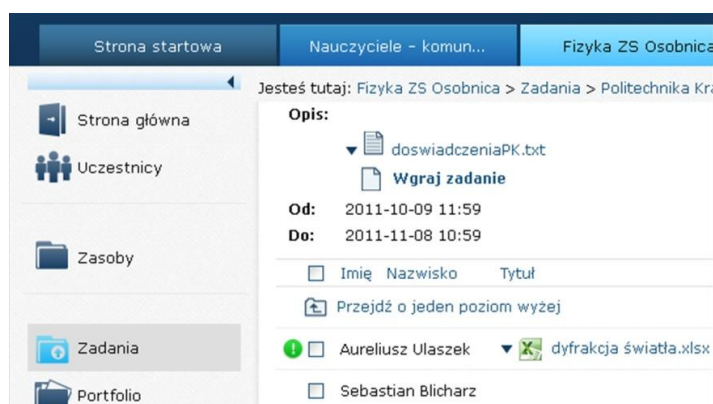 Strona startowa
Nauczyciele - komun...
Fizyka ZS Osobnica
Jesteś tutaj: Fizyka ZS Osobnica > Zadania > Politechnika
Strona główna
Uczestnicy
Zasoby
Zadania
Portfolio
Opis:
doswiadczeniaPK.txt
Wgraj zadanie
Od: 2011-10-09 11:59
Do: 2011-11-08 10:59
Imię Nazwisko Tytuł
Przejdź o jeden poziom wyżej
Aureliusz Ulaszek dyfrakcja światła.xlsx
Sebastian Blicharz